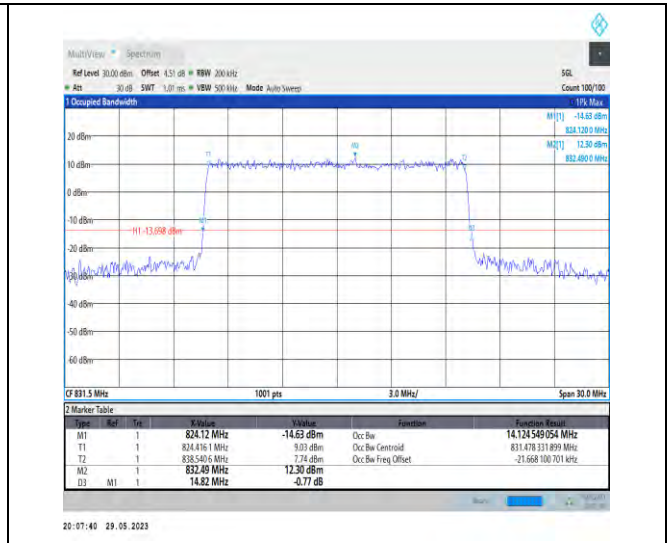 MultiView Spectrum
Ref Level 30.00 dBm Offset 4.51 dB RBW 200 kHz SGL
Att 30 dB SWT 1.01 ms VBW 500 kHz Mode Auto Sweep Count 100/100
1 Occupied Bandwidth 1Pk Max
M1[1] -14.63 dBm
824.120 0 MHz
M2[1] 12.30 dBm
832.490 0 MHz
20 dBm
10 dBm
0 dBm
-10 dBm
H1 -13.698 dBm
-20 dBm
-30 dBm
-40 dBm
-50 dBm
-60 dBm
T1
M2
T2
M1
CF 831.5 MHz 1001 pts 3.0 MHz/ Span 30.0 MHz
2 Marker Table
Type Ref Trc X-Value Y-Value Function Function Result
M1 1 824.12 MHz -14.63 dBm Occ Bw 14.124 549 054 MHz
T1 1 824.416 1 MHz 9.03 dBm Occ Bw Centroid 831.478 331 899 MHz
T2 1 838.540 6 MHz 7.74 dBm Occ Bw Freq Offset -21.668 100 701 kHz
M2 1 832.49 MHz 12.30 dBm
D3 M1 1 14.82 MHz -0.77 dB
20:07:40 29.05.2023